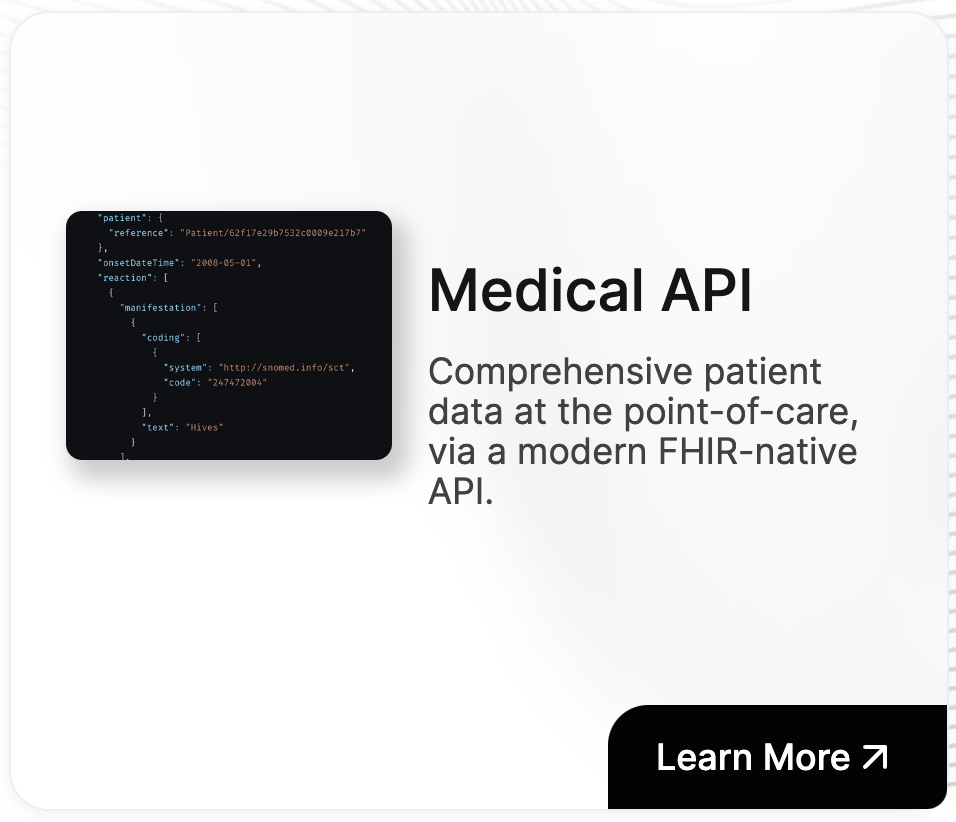 "patient": {
"reference": "Patient/62f17e29b7532c0009e217b7"
},
"onsetDateTime": "2008-05-01",
"reaction": [
{
"manifestation": [
{
"coding": [
{
"system": "http://snomed.info/sct",
"code": "247472004"
}
],
"text": "Hives"
}
],
Medical API
Comprehensive patient
data at the point-of-care,
via a modern FHIR-native
API.
Learn More